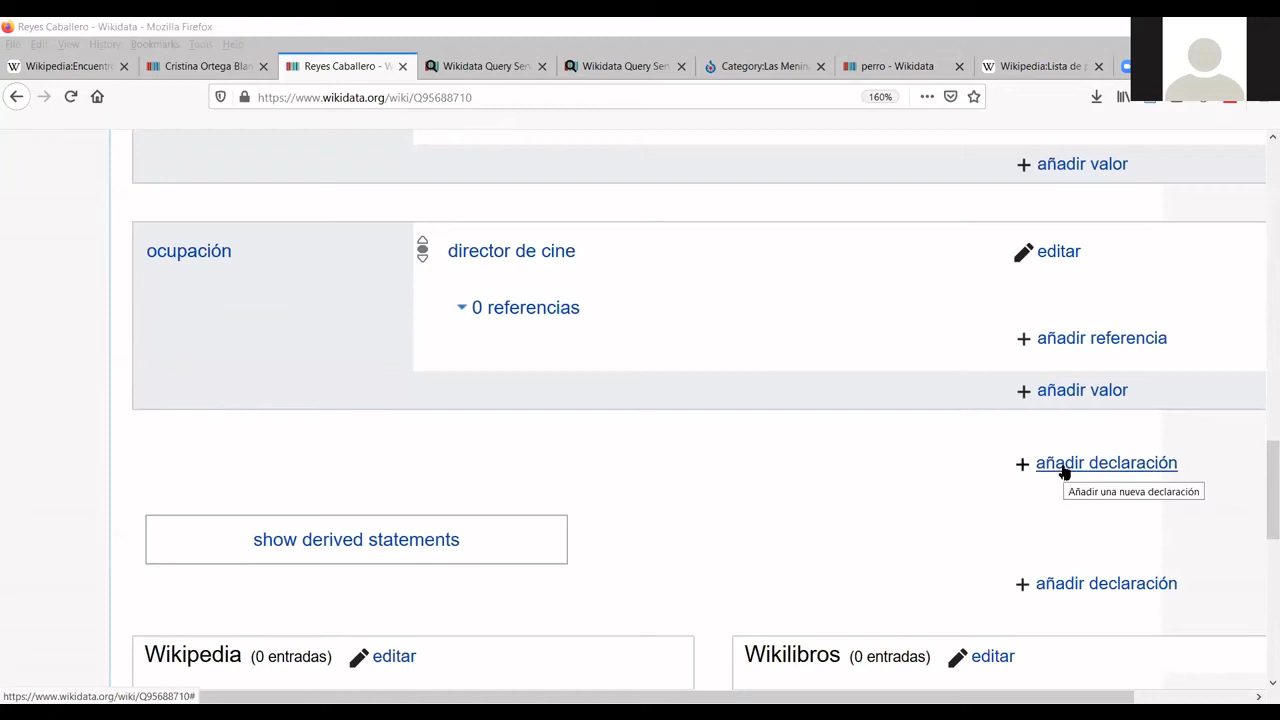 Reyes Caballero - Wikidata - Mozilla Firefox
File Edit View History Bookmarks Tools Help
Wikipedia:Encuentr
Cristina Ortega Blan
Reyes Caballero - W
Wikidata Query Ser
Wikidata Query Ser
Category:Las Menin
perro - Wikidata
Wikipedia:Lista de p
https://www.wikidata.org/wiki/Q95688710
160%
+ añadir valor
ocupación
director de cine
editar
0 referencias
+ añadir referencia
+ añadir valor
+ añadir declaración
Añadir una nueva declaración
show derived statements
+ añadir declaración
Wikipedia (0 entradas) editar
Wikilibros (0 entradas) editar
https://www.wikidata.org/wiki/Q95688710#